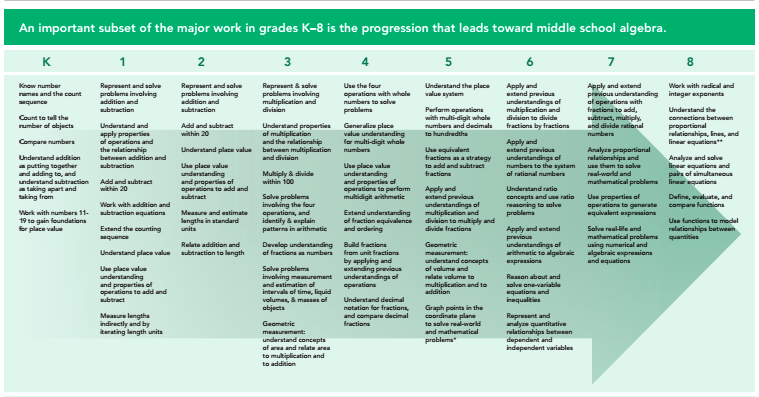 An important subset of the major work in grades K–8 is the progression that leads toward middle school algebra.
K
1
2
3
4
5
6
7
8
Know number
names and the count
sequence
Count to tell the
number of objects
Compare numbers
Understand addition
as putting together
and adding to, and
understand subtraction
as taking apart and
taking from
Work with numbers 11-
19 to gain foundations
for place value
Represent and solve
problems involving
addition and
subtraction
Understand and
apply properties
of operations and
the relationship
between addition and
subtraction
Add and subtract
within 20
Work with addition and
subtraction equations
Extend the counting
sequence
Understand place value
Use place value
understanding
and properties of
operations to add and
subtract
Measure lengths
indirectly and by
iterating length units
Represent and solve
problems involving
addition and
subtraction
Add and subtract
within 20
Understand place value
Use place value
understanding
and properties of
operations to add and
subtract
Measure and estimate
lengths in standard
units
Relate addition and
subtraction to length
Represent & solve
problems involving
multiplication and
division
Understand properties
of multiplication
and the relationship
between multiplication
and division
Multiply & divide
within 100
Solve problems
involving the four
operations, and
identify & explain
patterns in arithmetic
Develop understanding
of fractions as numbers
Solve problems
involving measurement
and estimation of
intervals of time, liquid
volumes, & masses of
objects
Geometric
measurement:
understand concepts
of area and relate area
to multiplication and
to addition
Use the four
operations with whole
numbers to solve
problems
Generalize place
value understanding
for multi-digit whole
numbers
Use place value
understanding
and properties of
operations to perform
multidigit arithmetic
Extend understanding
of fraction equivalence
and ordering
Build fractions
from unit fractions
by applying and
extending previous
understandings of
operations
Understand decimal
notation for fractions,
and compare decimal
fractions
Understand the place
value system
Perform operations
with multi-digit whole
numbers and decimals
to hundredths
Use equivalent
fractions as a strategy
to add and subtract
fractions
Apply and
extend previous
understandings of
multiplication and
division to multiply and
divide fractions
Geometric
measurement:
understand concepts
of volume and
relate volume to
multiplication and to
addition
Graph points in the
coordinate plane
to solve real-world
and mathematical
problems*
Apply and
extend previous
understandings of
multiplication and
division to divide
fractions by fractions
Apply and
extend previous
understandings of
numbers to the system
of rational numbers
Understand ratio
concepts and use ratio
reasoning to solve
problems
Apply and extend
previous
understandings of
arithmetic to algebraic
expressions
Reason about and
solve one-variable
equations and
inequalities
Represent and
analyze quantitative
relationships between
dependent and
independent variables
Apply and extend
previous understanding
of operations with
fractions to add,
subtract, multiply,
and divide rational
numbers
Analyze proportional
relationships and
use them to solve
real-world and
mathematical problems
Use properties of
operations to generate
equivalent expressions
Solve real-life and
mathematical problems
using numerical and
algebraic expressions
and equations
Work with radical and
integer exponents
Understand the
connections between
proportional
relationships, lines, and
linear equations**
Analyze and solve
linear equations and
pairs of simultaneous
linear equations
Define, evaluate, and
compare functions
Use functions to model
relationships between
quantities